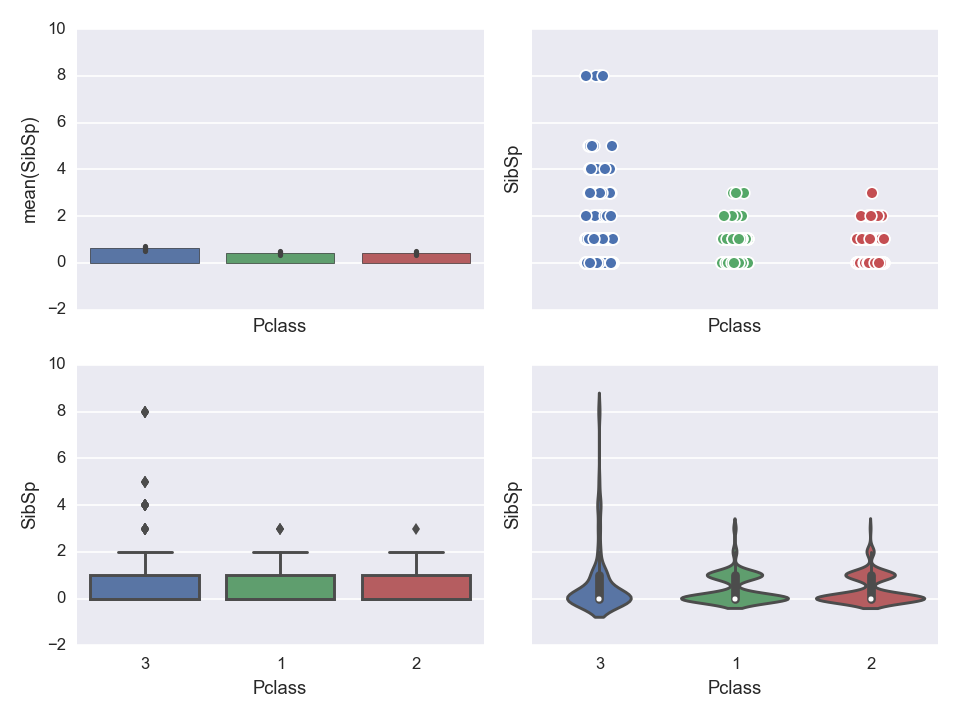 10
8
6
4
2
0
−2
mean(SibSp)
Pclass
SibSp
Pclass
10
8
6
4
2
0
−2
SibSp
3 1 2
Pclass
SibSp
3 1 2
Pclass